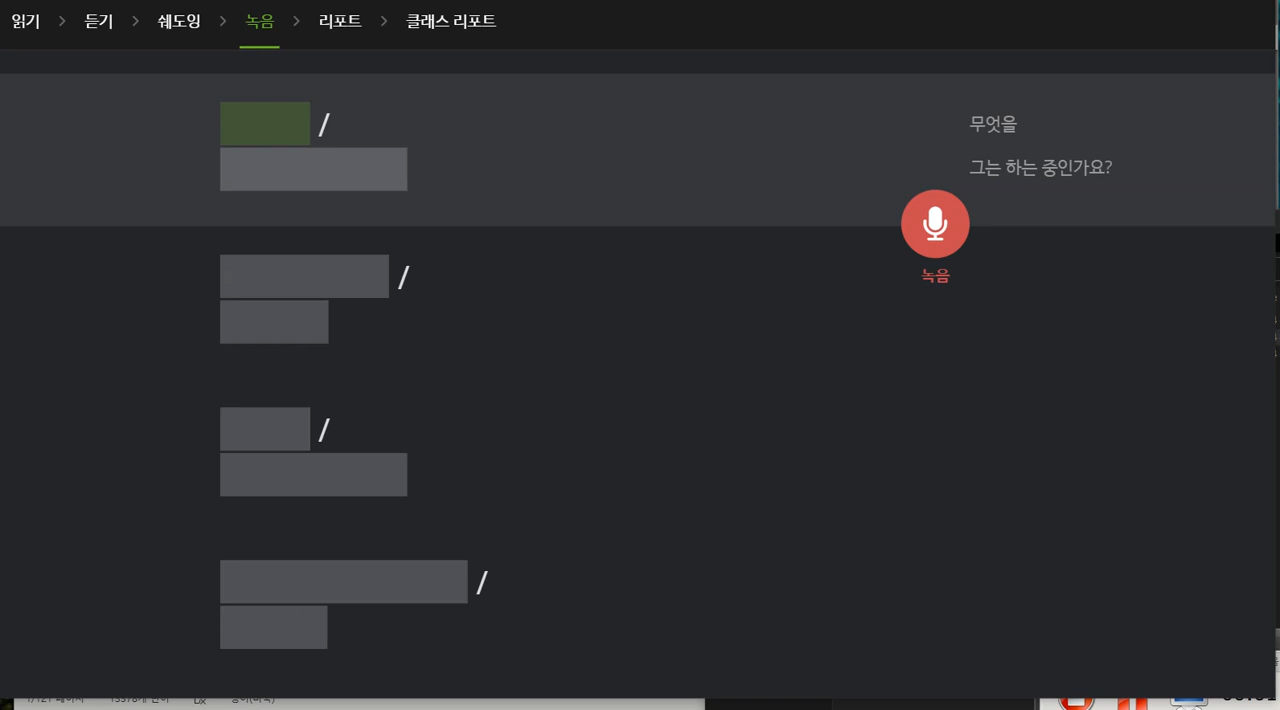 읽기 > 듣기 > 쉐도잉 > 녹음 > 리포트 > 클래스 리포트
/
무엇을
그는 하는 중인가요?
녹음
/
/
/